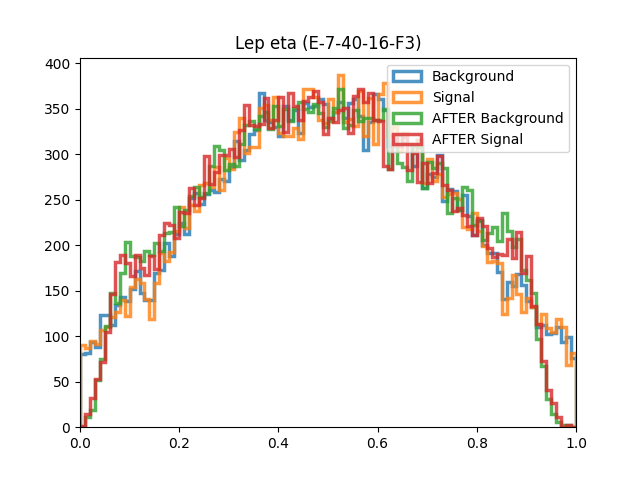 Lep eta (E-7-40-16-F3)
Background
Signal
AFTER Background
AFTER Signal
400
350
300
250
200
150
100
50
0
0.0 0.2 0.4 0.6 0.8 1.0